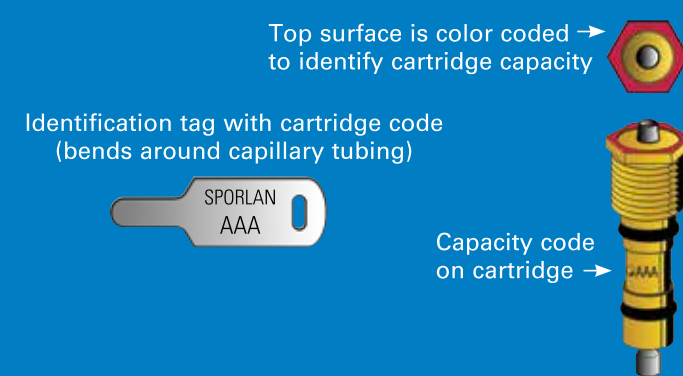 Top surface is color coded
to identify cartridge capacity
Identification tag with cartridge code
(bends around capillary tubing)
SPORLAN
AAA
Capacity code
on cartridge
AAA